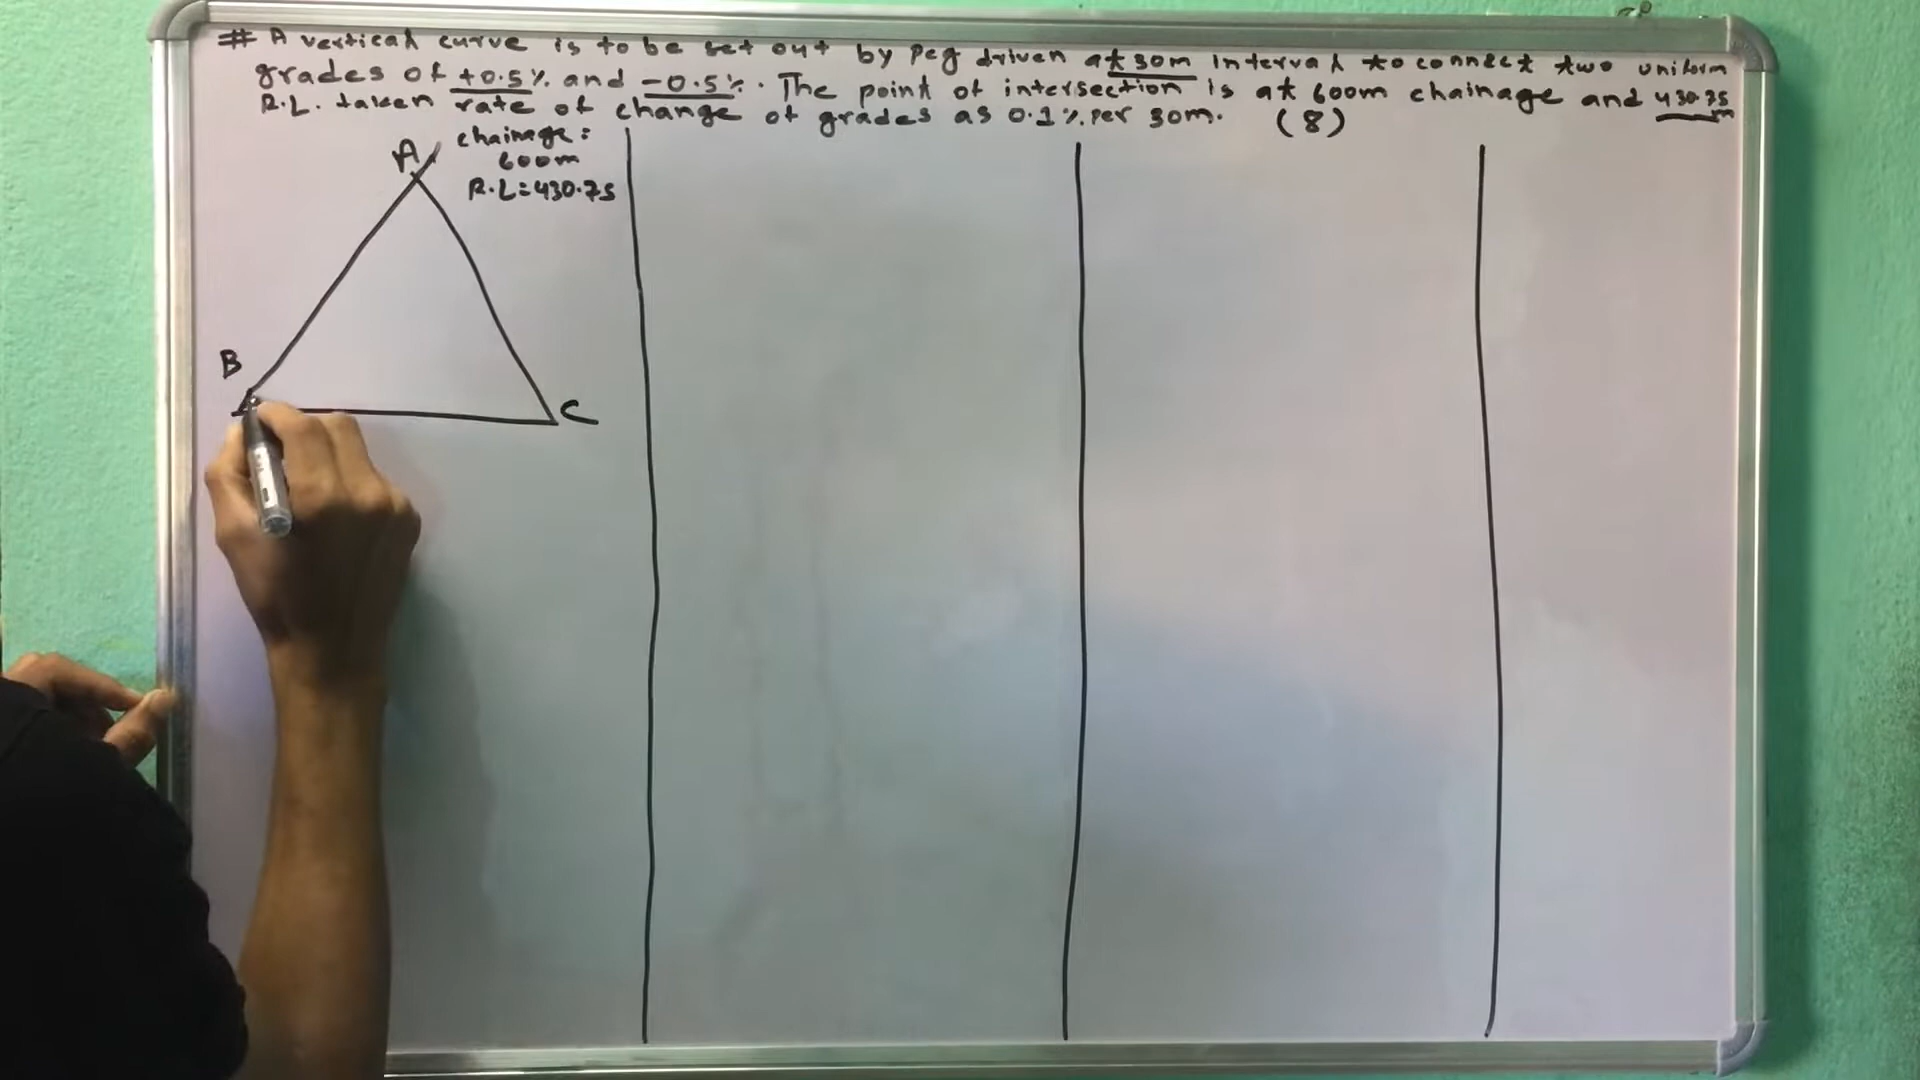 # A vertical curve is to be set out by peg driven at 30m interval to connect two uniform
grades of +0.5% and -0.5%. The point of intersection is at 600m chainage and 430.75
m
R.L. taken rate of change of grades as 0.1% per 30m. (8)
A
chainage:
600m
R.L=430.75
B
C